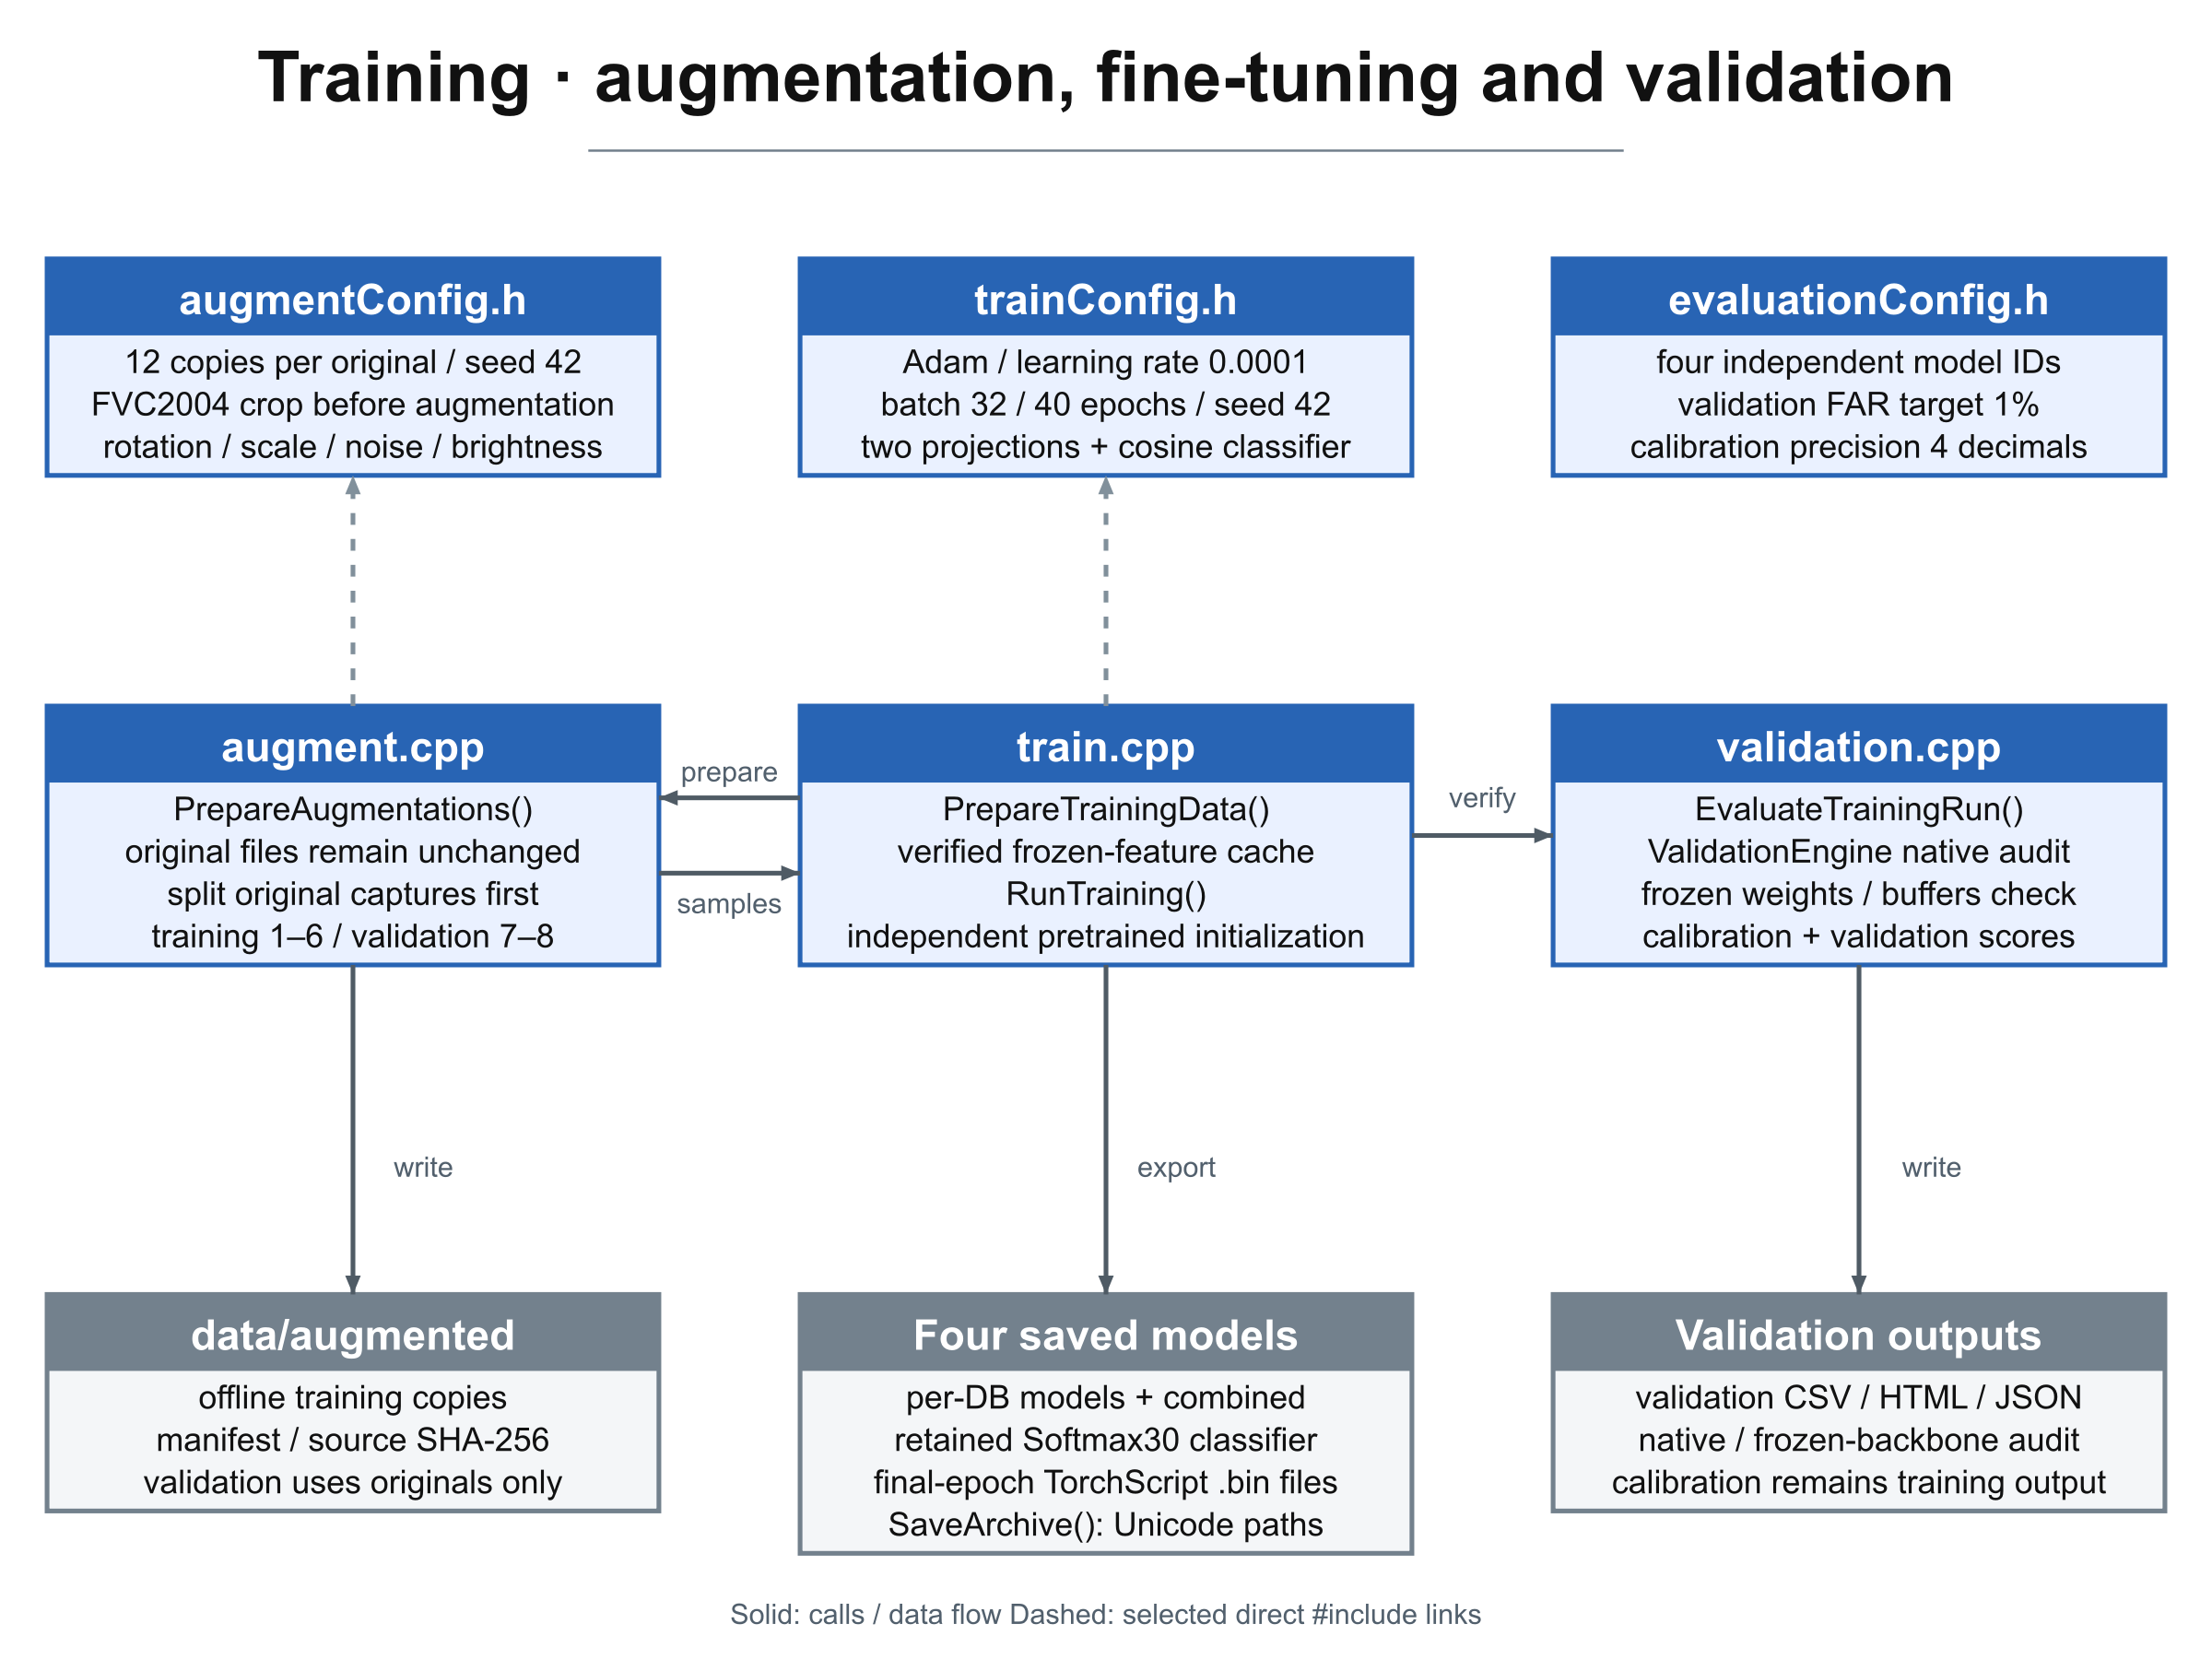 Training · augmentation, fine-tuning and validation
augmentConfig.h
12 copies per original / seed 42
FVC2004 crop before augmentation
rotation / scale / noise / brightness
trainConfig.h
Adam / learning rate 0.0001
batch 32 / 40 epochs / seed 42
two projections + cosine classifier
evaluationConfig.h
four independent model IDs
validation FAR target 1%
calibration precision 4 decimals
augment.cpp
PrepareAugmentations()
original files remain unchanged
split original captures first
training 1–6 / validation 7–8
prepare
samples
train.cpp
PrepareTrainingData()
verified frozen-feature cache
RunTraining()
independent pretrained initialization
verify
validation.cpp
EvaluateTrainingRun()
ValidationEngine native audit
frozen weights / buffers check
calibration + validation scores
write
export
write
data/augmented
offline training copies
manifest / source SHA-256
validation uses originals only
Four saved models
per-DB models + combined
retained Softmax30 classifier
final-epoch TorchScript .bin files
SaveArchive(): Unicode paths
Validation outputs
validation CSV / HTML / JSON
native / frozen-backbone audit
calibration remains training output
Solid: calls / data flow Dashed: selected direct #include links